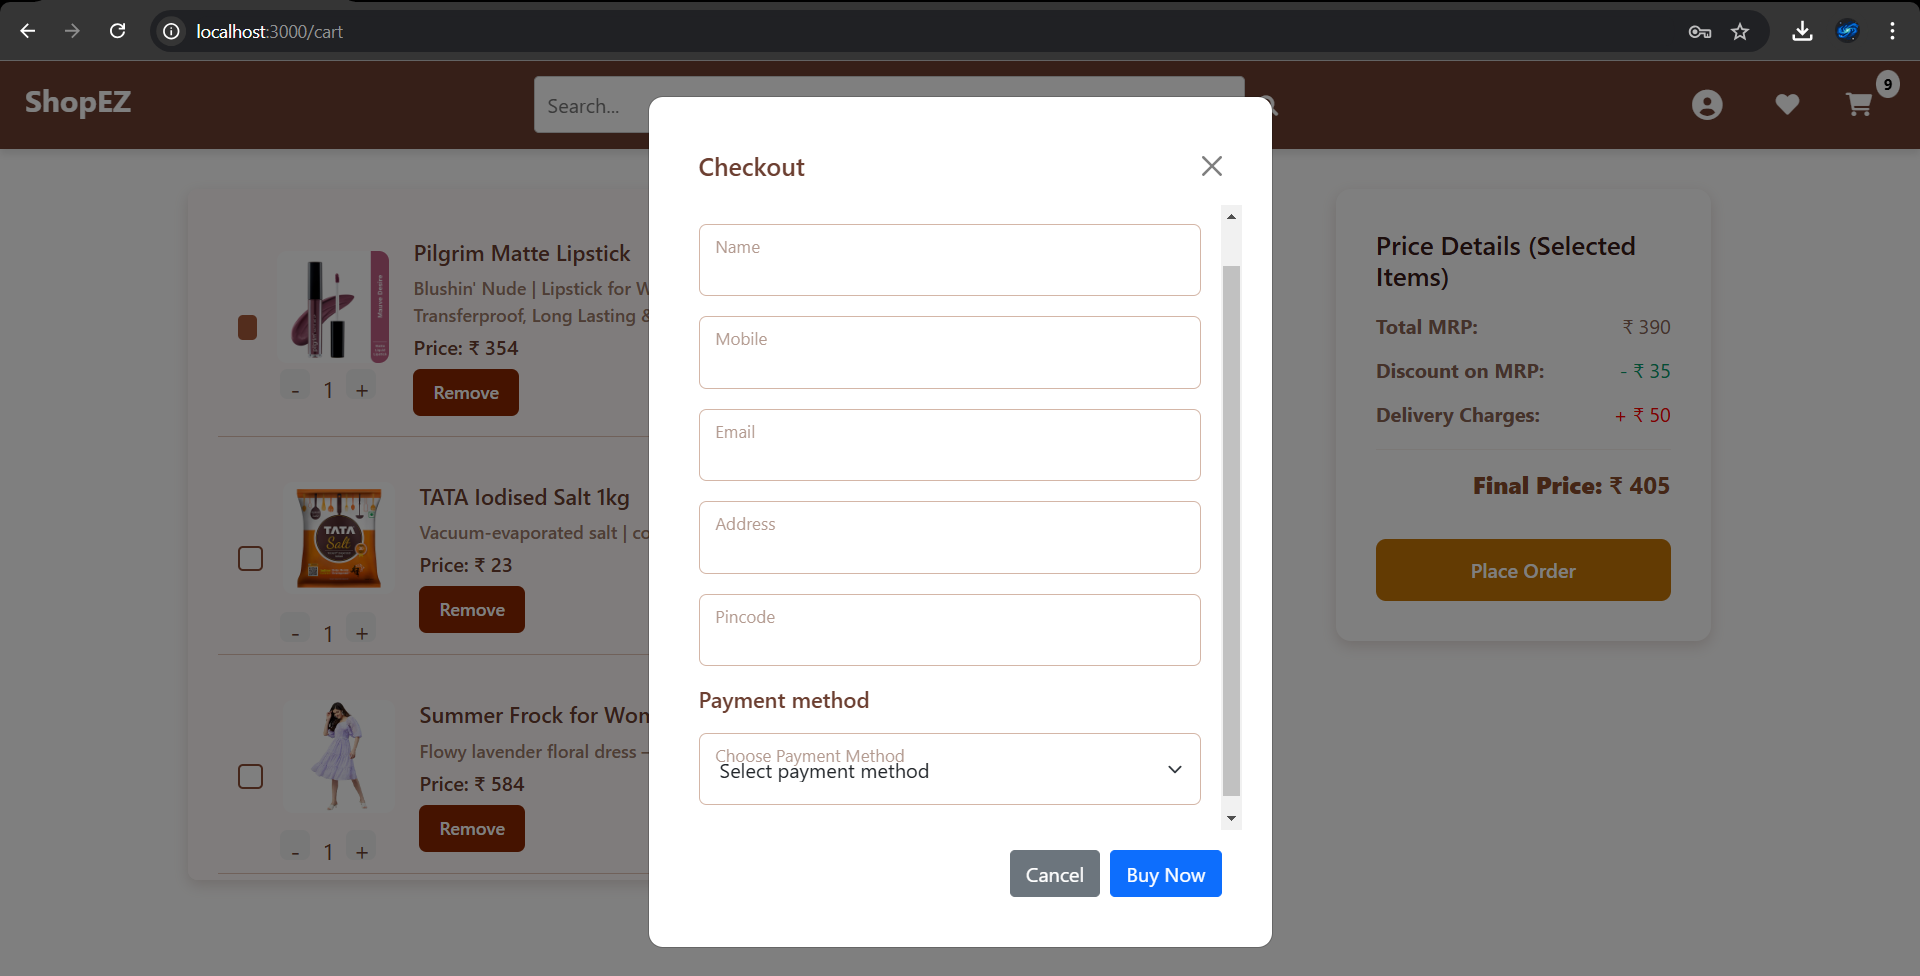 localhost:3000/cart
ShopEZ
Search...
9
Checkout
Name
Mobile
Email
Address
Pincode
Payment method
Choose Payment Method
Select payment method
Cancel
Buy Now
Pilgrim Matte Lipstick
Blushin' Nude | Lipstick for W
Transferproof, Long Lasting &
Price: ₹ 354
- 1 +
Remove
TATA Iodised Salt 1kg
Vacuum-evaporated salt | co
Price: ₹ 23
- 1 +
Remove
TATA
Salt
Summer Frock for Won
Flowy lavender floral dress –
Price: ₹ 584
- 1 +
Remove
Price Details (Selected
Items)
Total MRP: ₹ 390
Discount on MRP: - ₹ 35
Delivery Charges: + ₹ 50
Final Price: ₹ 405
Place Order